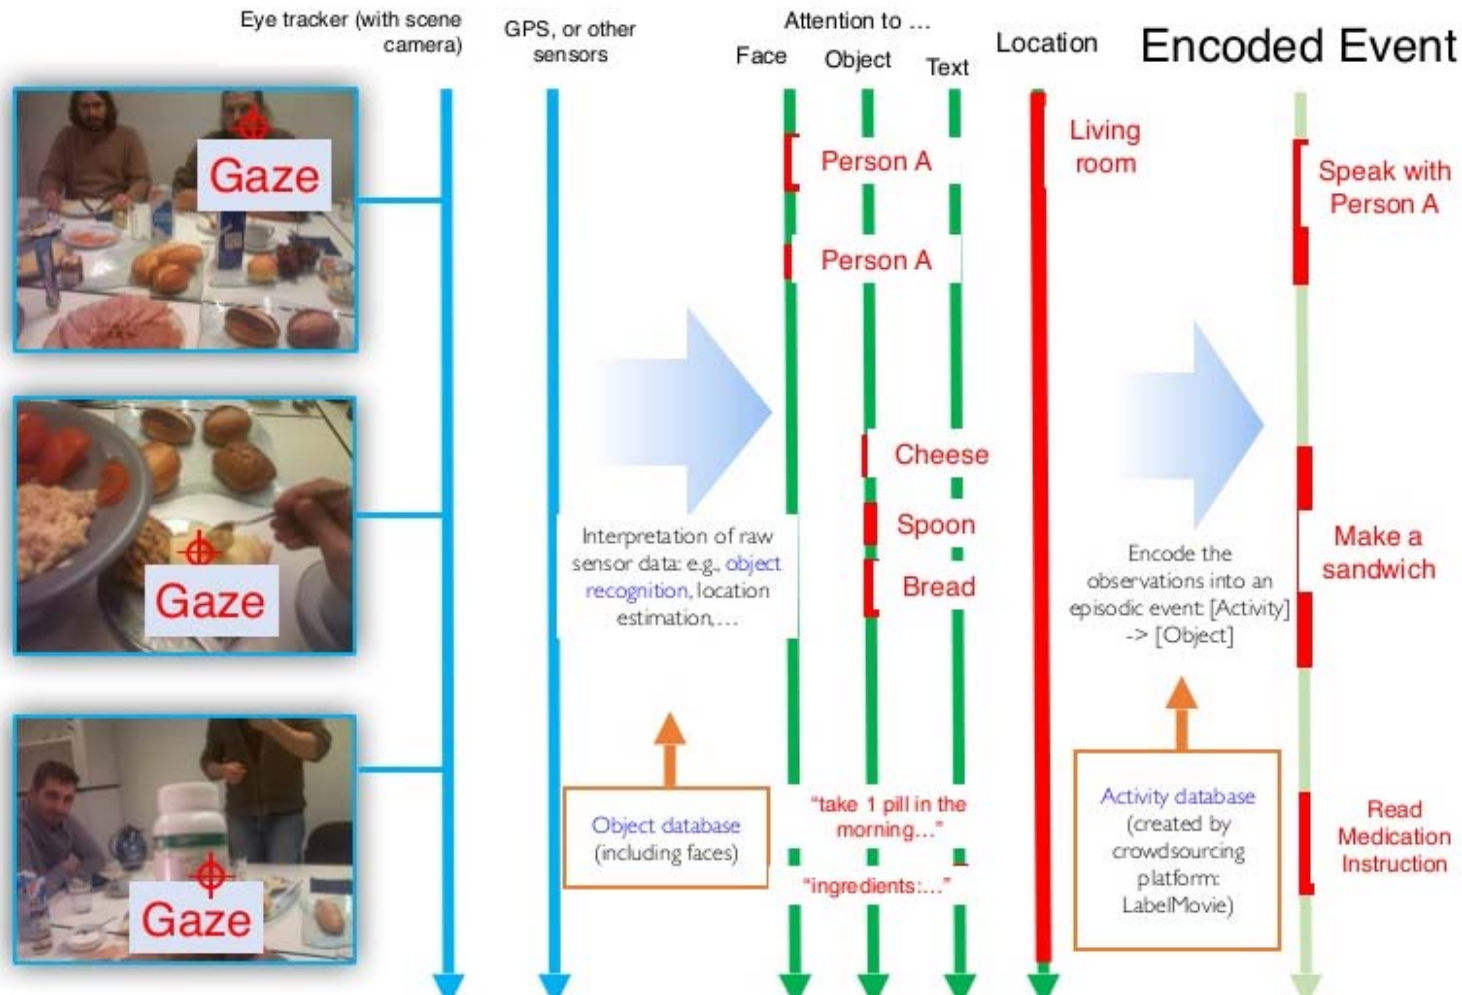 Eye tracker (with scene
camera)
GPS, or other
sensors
Attention to ...
Face
Object
Text
Location
Encoded Event
Gaze
Person A
Person A
Living
room
Speak with
Person A
Cheese
Spoon
Bread
Interpretation of raw
sensor data: e.g., object
recognition, location
estimation,...
Encode the
observations into an
episodic event: [Activity]
-> [Object]
Make a
sandwich
Gaze
Object database
(including faces)
"take 1 pill in the
morning..."
"ingredients:..."
Activity database
(created by
crowdsourcing
platform:
LabelMovie)
Read
Medication
Instruction
Gaze